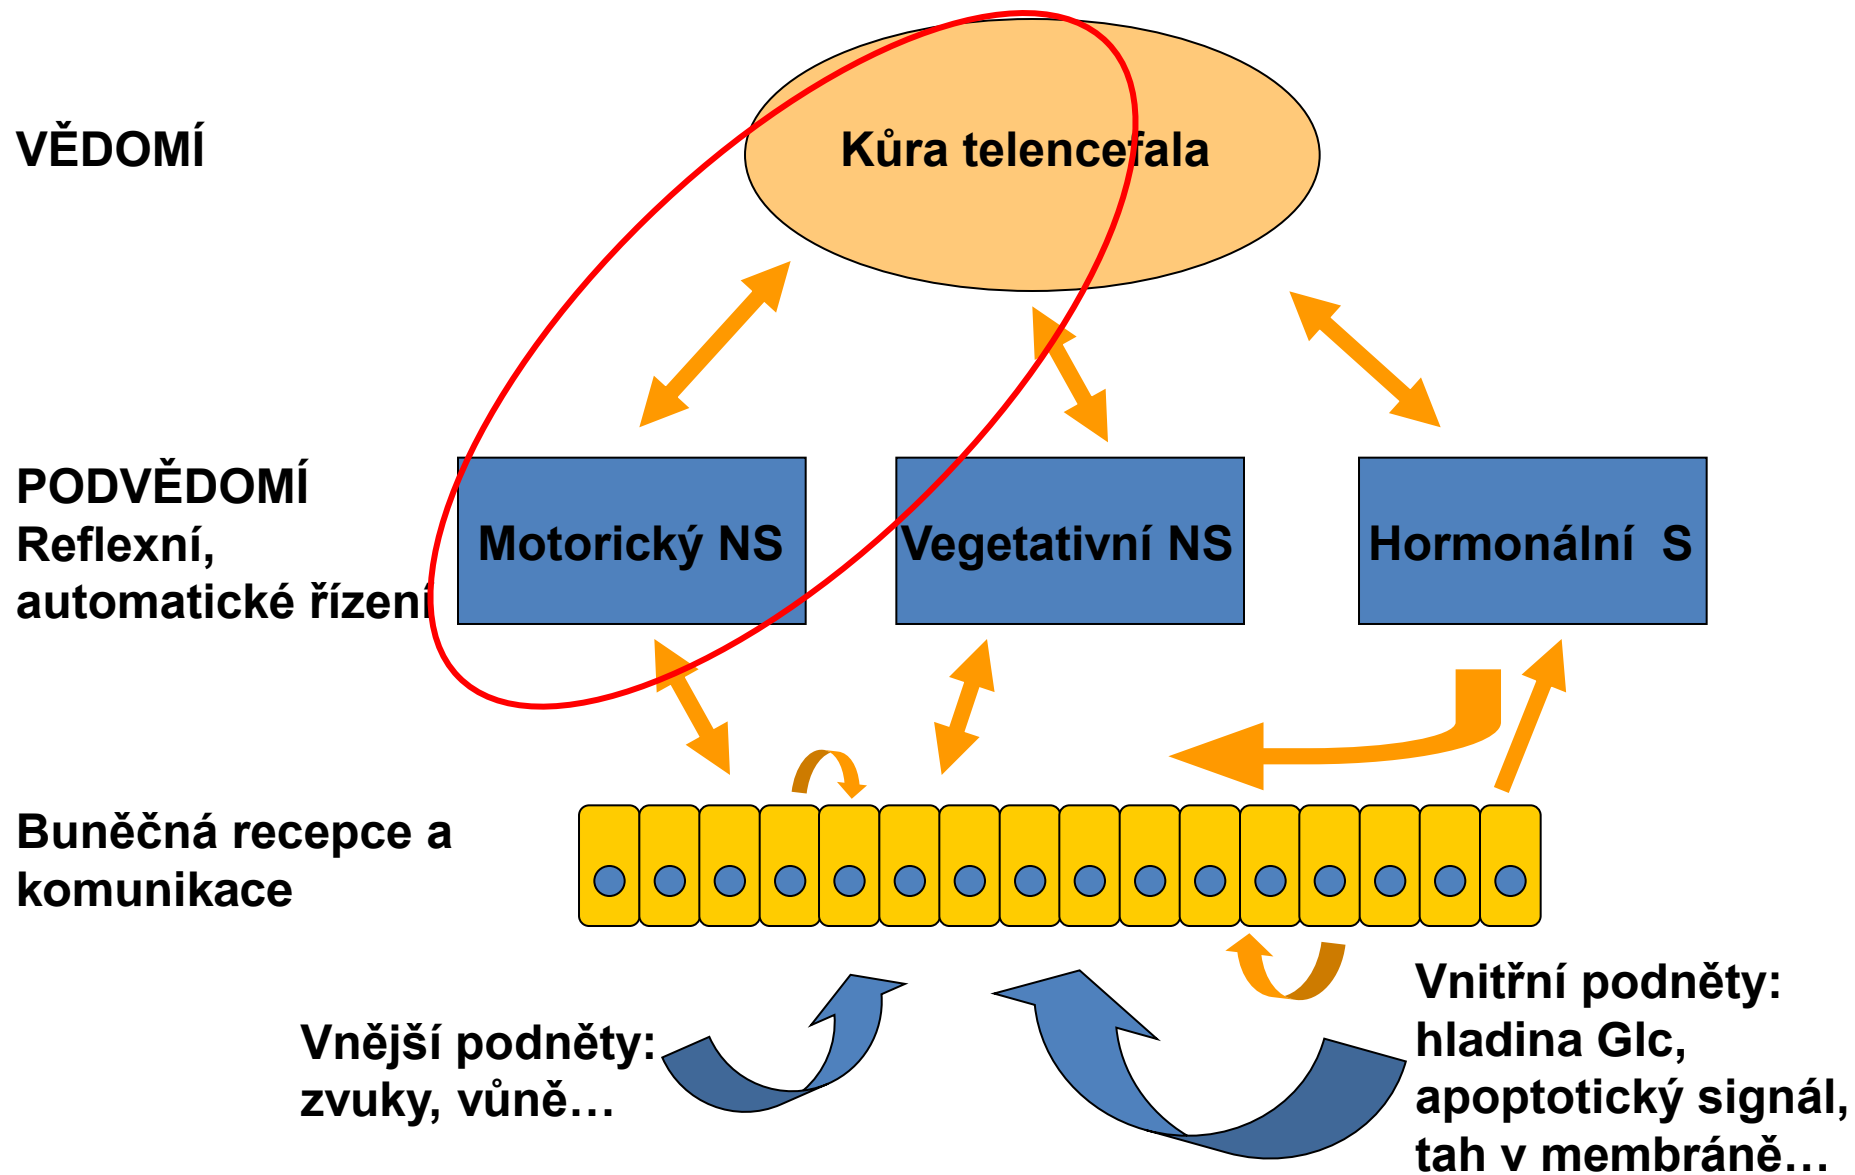 VĚDOMÍ
Kůra telencefala
PODVĚDOMÍ
Reflexní,
automatické řízení
Motorický NS
Vegetativní NS
Hormonální S
Buněčná recepce a
komunikace
Vnější podněty:
zvuky, vůně…
Vnitřní podněty:
hladina Glc,
apoptotický signál,
tah v membráně…